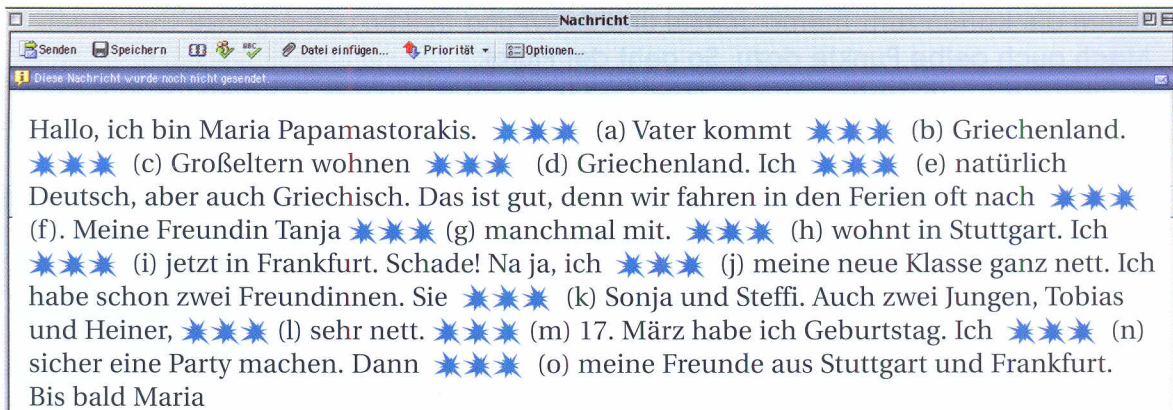 Nachricht
Senden Speichern ABC Datei einfügen... Priorität Optionen...
Diese Nachricht wurde noch nicht gesendet.
Hallo, ich bin Maria Papamastorakis. (a) Vater kommt (b) Griechenland.
(c) Großeltern wohnen (d) Griechenland. Ich (e) natürlich
Deutsch, aber auch Griechisch. Das ist gut, denn wir fahren in den Ferien oft nach
(f). Meine Freundin Tanja (g) manchmal mit. (h) wohnt in Stuttgart. Ich
(i) jetzt in Frankfurt. Schade! Na ja, ich (j) meine neue Klasse ganz nett. Ich
habe schon zwei Freundinnen. Sie (k) Sonja und Steffi. Auch zwei Jungen, Tobias
und Heiner, (l) sehr nett. (m) 17. März habe ich Geburtstag. Ich (n)
sicher eine Party machen. Dann (o) meine Freunde aus Stuttgart und Frankfurt.
Bis bald Maria